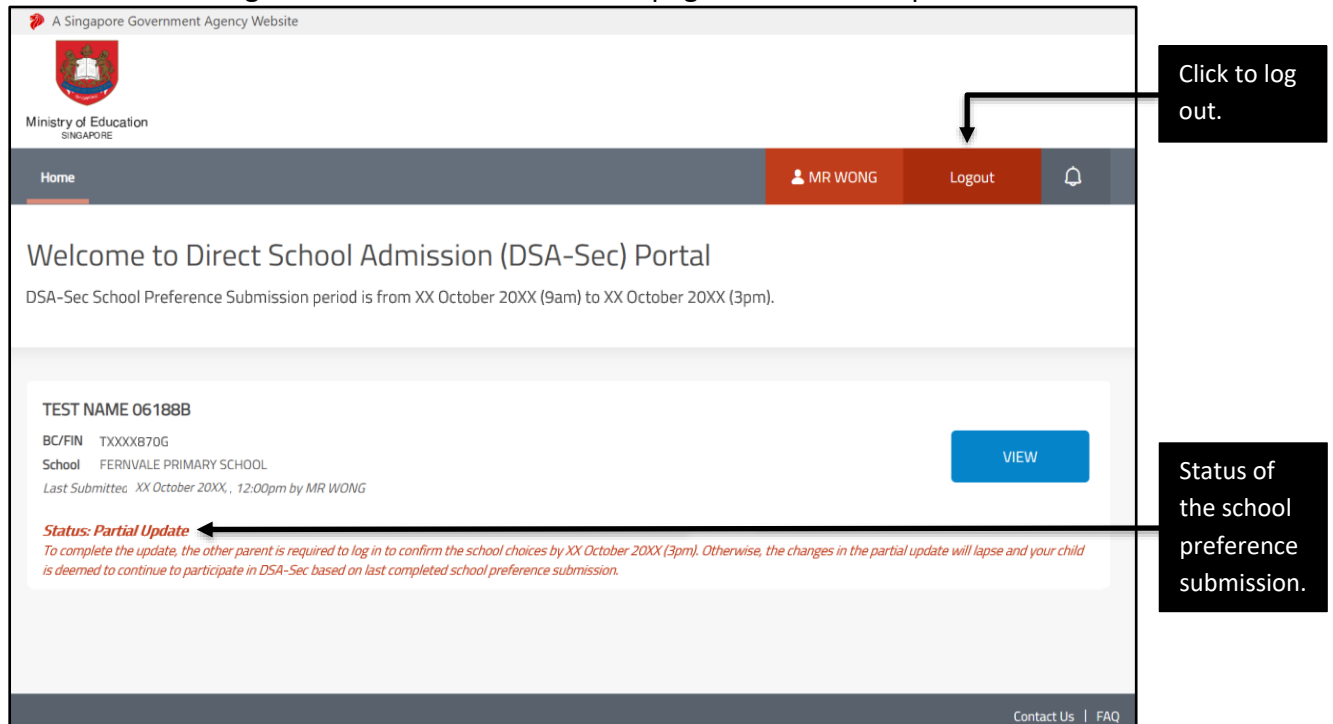 A Singapore Government Agency Website
Ministry of Education
SINGAPORE
Click to log
out.
Home
MR WONG
Logout
Welcome to Direct School Admission (DSA-Sec) Portal
DSA-Sec School Preference Submission period is from XX October 20XX (9am) to XX October 20XX (3pm).
TEST NAME 06188B
BC/FIN TXXXX870G
School FERNVALE PRIMARY SCHOOL
Last Submitted XX October 20XX, , 12:00pm by MR WONG
VIEW
Status: Partial Update
To complete the update, the other parent is required to log in to confirm the school choices by XX October 20XX (3pm). Otherwise, the changes in the partial update will lapse and your child
is deemed to continue to participate in DSA-Sec based on last completed school preference submission.
Status of
the school
preference
submission.
Contact Us | FAQ